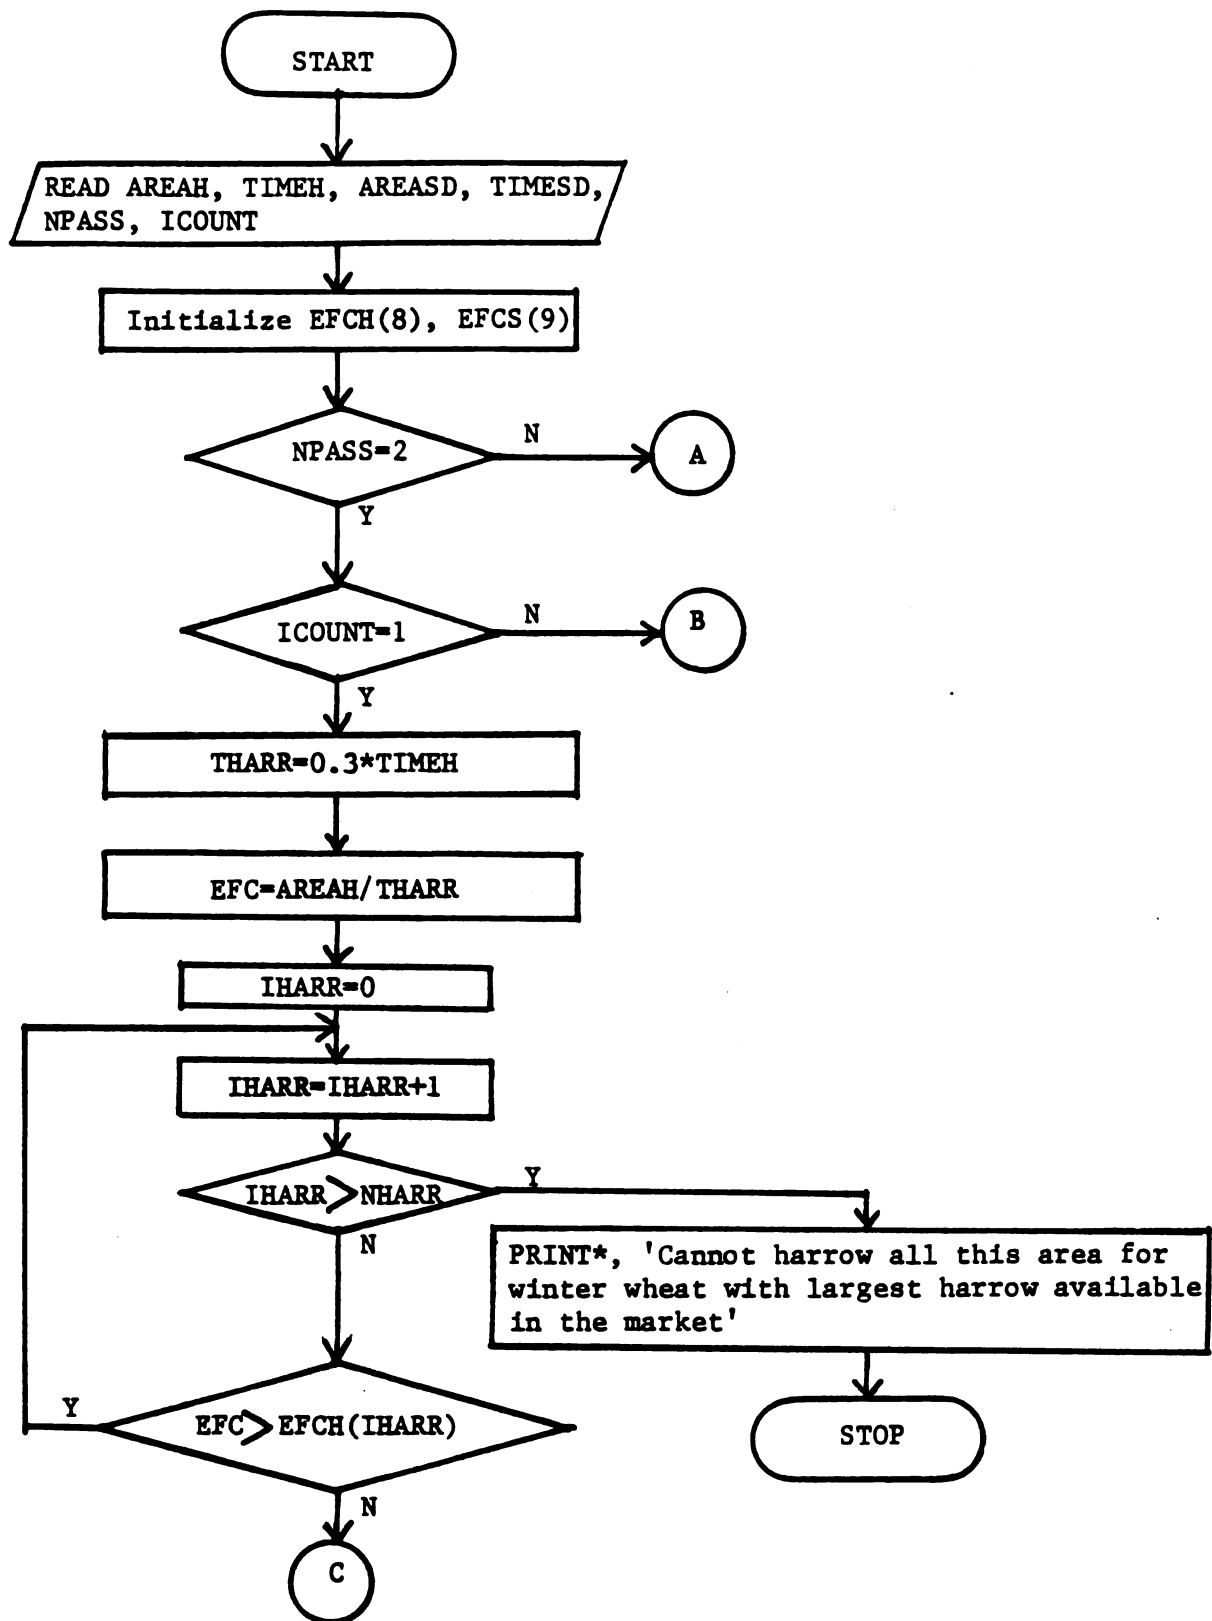 START
READ AREAH, TIMEH, AREASD, TIMESD,
NPASS, ICOUNT
Initialize EFCH(8), EFCS(9)
NPASS=2
N
A
Y
ICOUNT=1
N
B
Y
THARR=0.3*TIMEH
EFC=AREAH/THARR
IHARR=0
IHARR=IHARR+1
IHARR>NHARR
Y
N
PRINT*, 'Cannot harrow all this area for
winter wheat with largest harrow available
in the market'
Y
EFC>EFCH(IHARR)
STOP
N
C